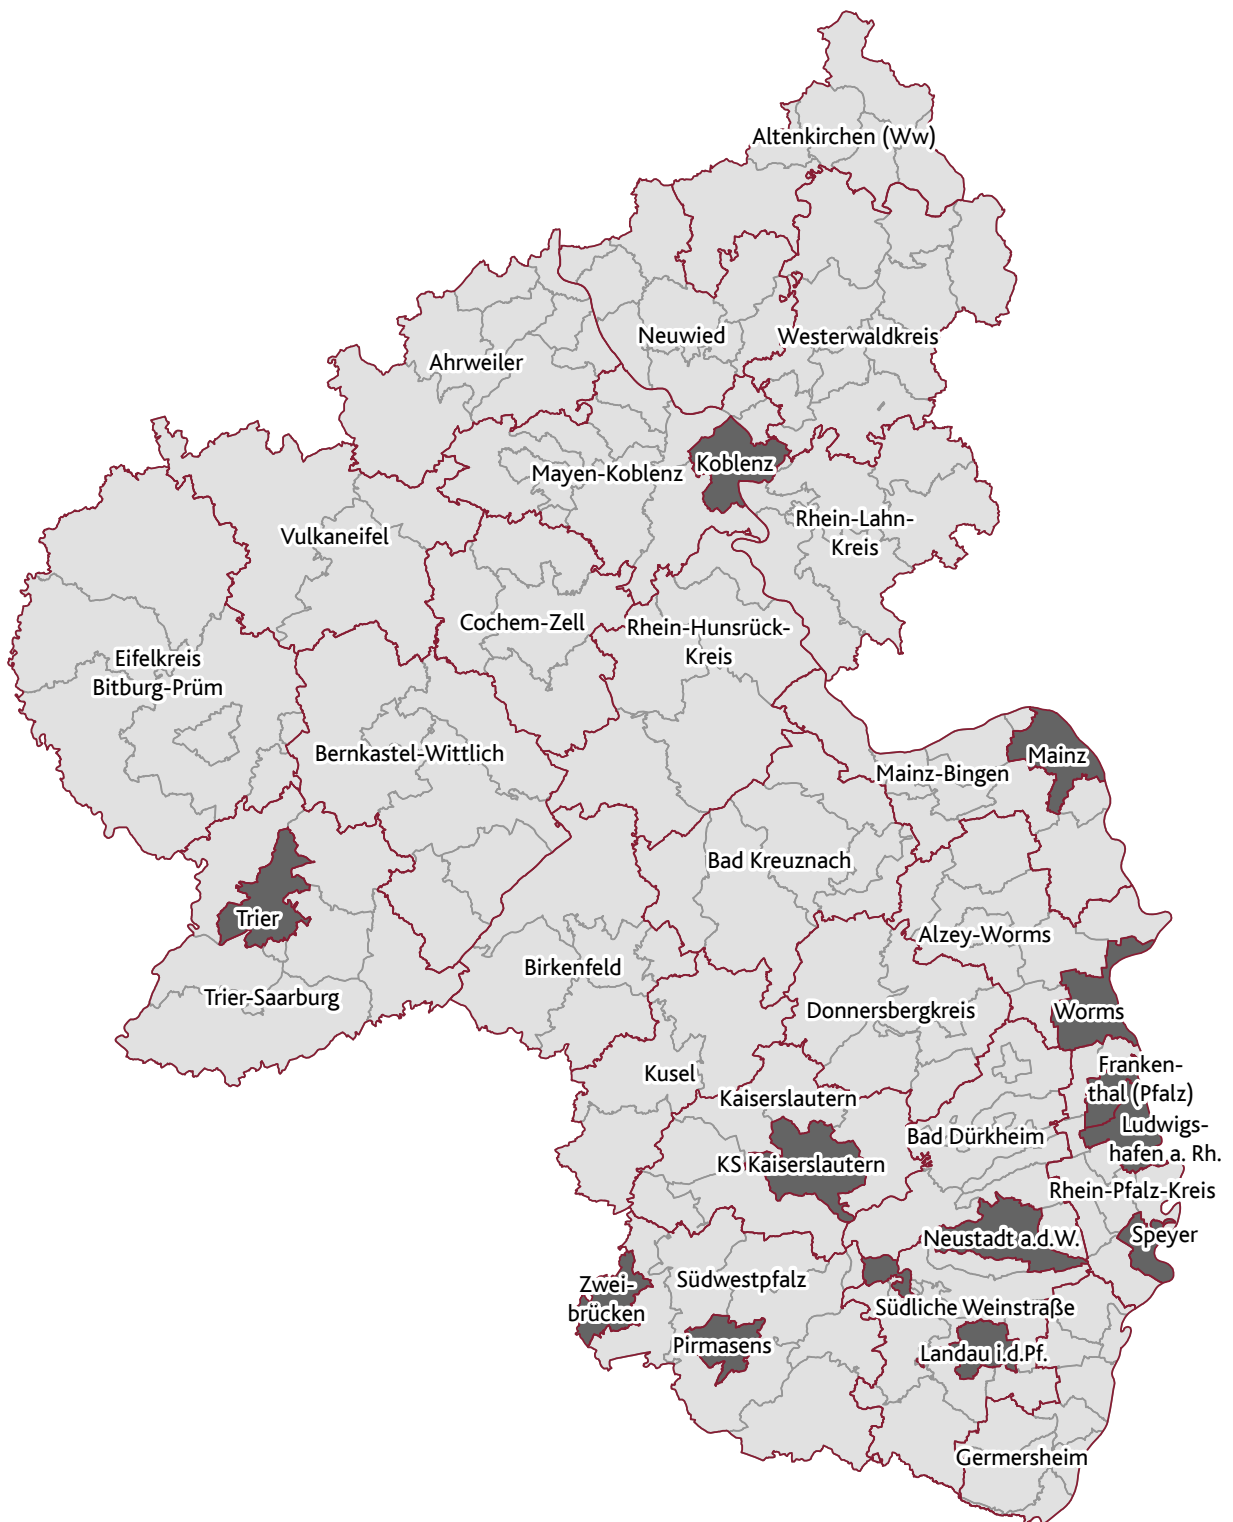 Altenkirchen (Ww)
Neuwied
Westerwaldkreis
Ahrweiler
Koblenz
Mayen-Koblenz
Rhein-Lahn-
Kreis
Vulkaneifel
Cochem-Zell
Rhein-Hunsrück-
Kreis
Eifelkreis
Bitburg-Prüm
Bernkastel-Wittlich
Mainz
Mainz-Bingen
Bad Kreuznach
Trier
Alzey-Worms
Birkenfeld
Trier-Saarburg
Donnersbergkreis
Worms
Kusel
Franken-
thal (Pfalz)
Kaiserslautern
Ludwigs-
hafen a. Rh.
Bad Dürkheim
KS Kaiserslautern
Rhein-Pfalz-Kreis
Neustadt a.d.W.
Speyer
Südwestpfalz
Zwei-
brücken
Südliche Weinstraße
Pirmasens
Landau i.d.Pf.
Germersheim